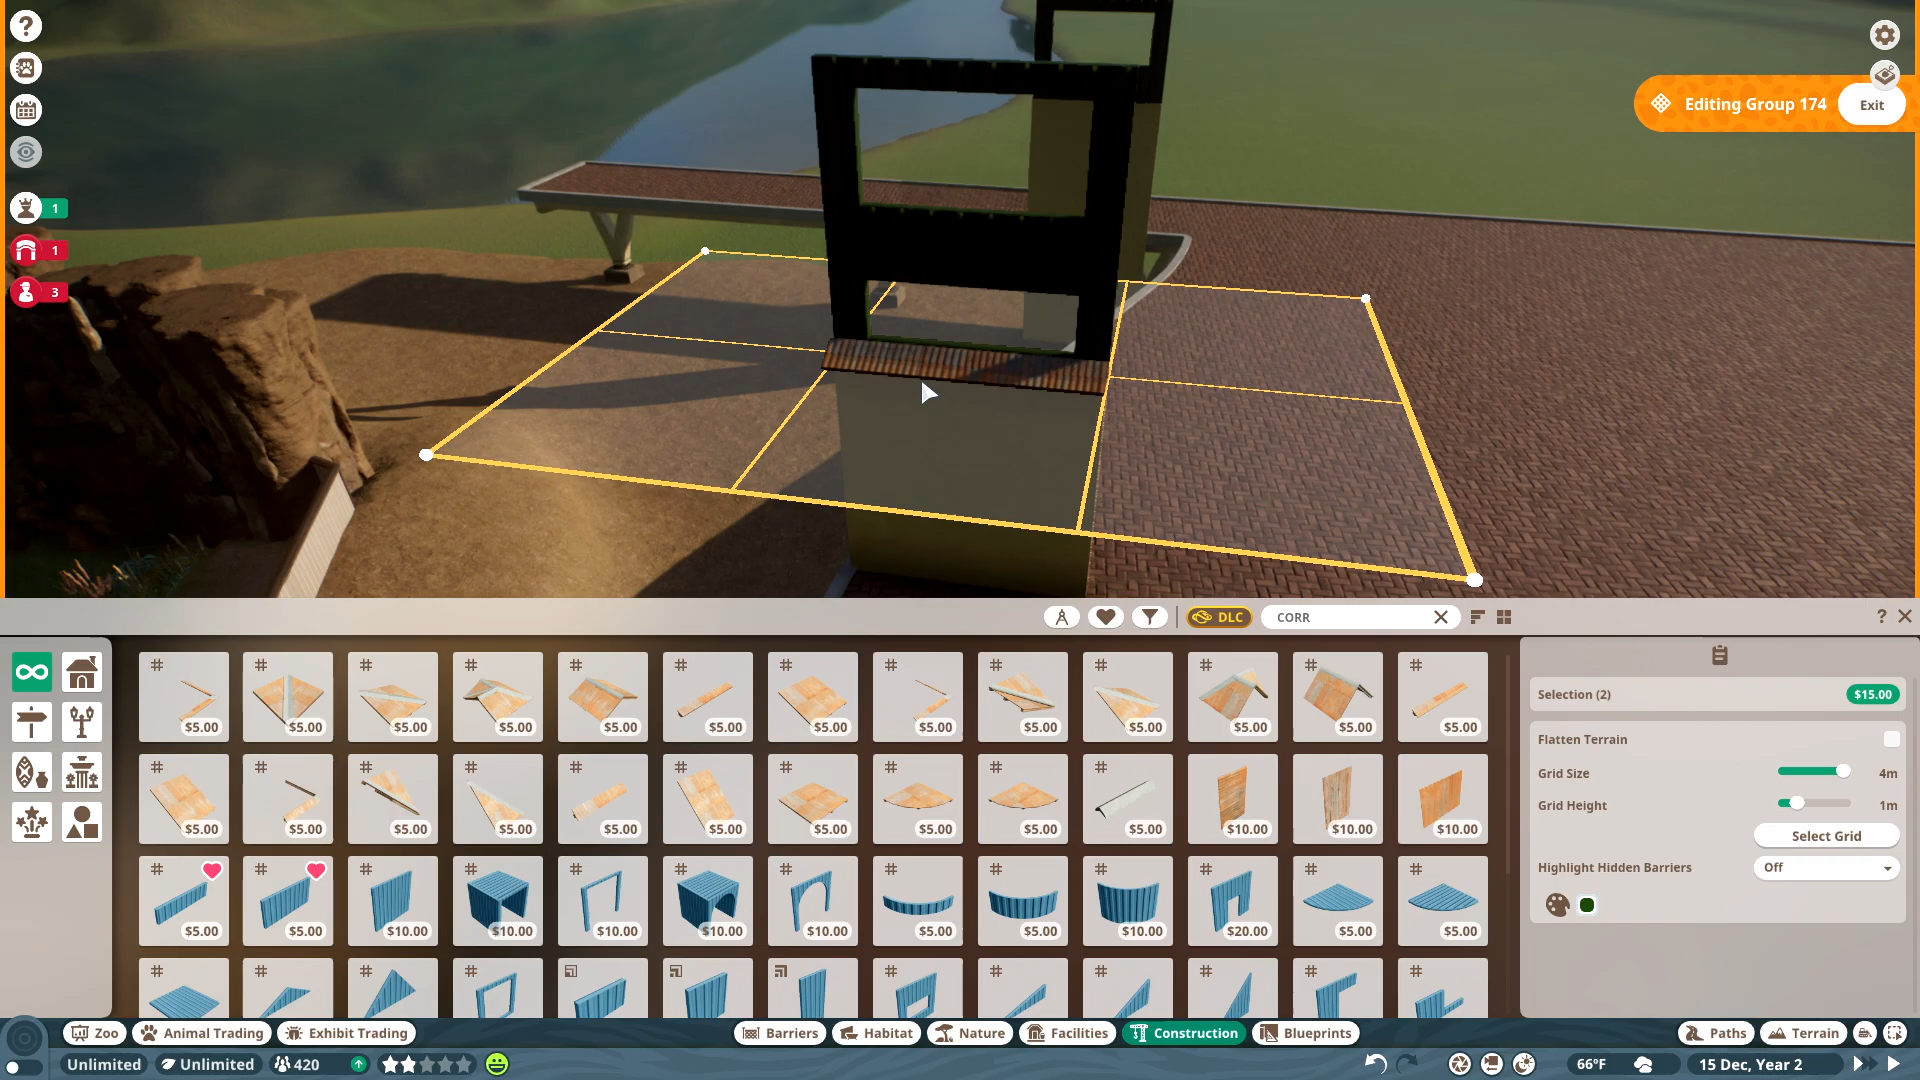 ?
Editing Group 174 Exit
1
1
3
DLC CORR ?
$5.00 $5.00 $5.00 $5.00 $5.00 $5.00 $5.00 $5.00 $5.00 $5.00 $5.00 $5.00 $5.00
$5.00 $5.00 $5.00 $5.00 $5.00 $5.00 $5.00 $5.00 $5.00 $5.00 $10.00 $10.00 $10.00
$5.00 $5.00 $10.00 $10.00 $10.00 $10.00 $10.00 $5.00 $5.00 $10.00 $20.00 $5.00 $5.00
Selection (2) $15.00
Flatten Terrain
Grid Size 4m
Grid Height 1m
Select Grid
Highlight Hidden Barriers Off
Zoo Animal Trading Exhibit Trading Barriers Habitat Nature Facilities Construction Blueprints Paths Terrain
Unlimited Unlimited 420 66°F 15 Dec, Year 2